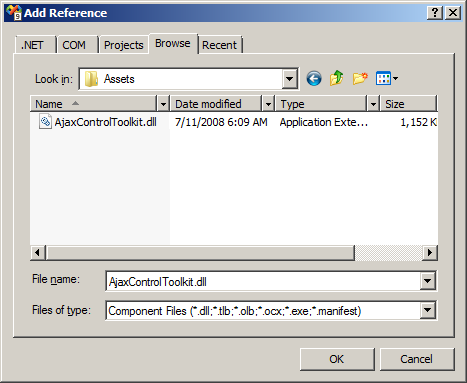 Add Reference
.NET COM Projects Browse Recent
Look in: Assets
Name Date modified Type Size
AjaxControlToolkit.dll 7/11/2008 6:09 AM Application Exte... 1,152 K
File name: AjaxControlToolkit.dll
Files of type: Component Files (*.dll;*.tlb;*.olb;*.ocx;*.exe;*.manifest)
OK Cancel